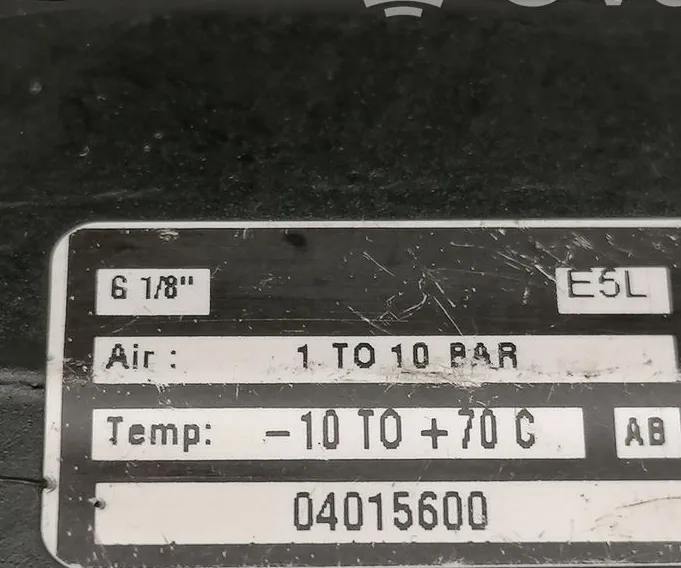 G 1/8" E5L
Air : 1 TO 10 BAR
Temp: -10 TO +70 C AB
04015600